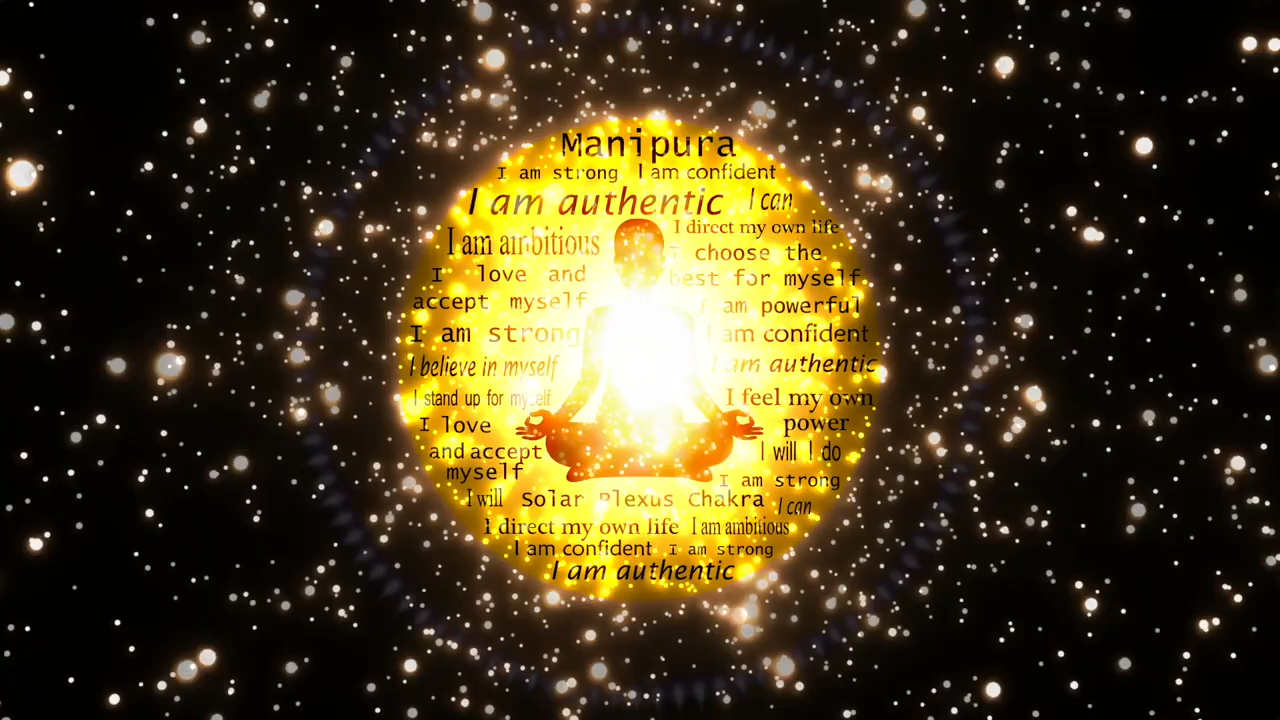 Manipura
I am strong I am confident
I am authentic I can
I am ambitious I direct my own life
I love and I choose the
accept myself best for myself
I am strong I am powerful
I believe in myself I am confident
I stand up for myself I am authentic
I love I feel my own
and accept power
myself I will I do
I will Solar Plexus Chakra I am strong
I can
I direct my own life I am ambitious
I am confident I am strong
I am authentic